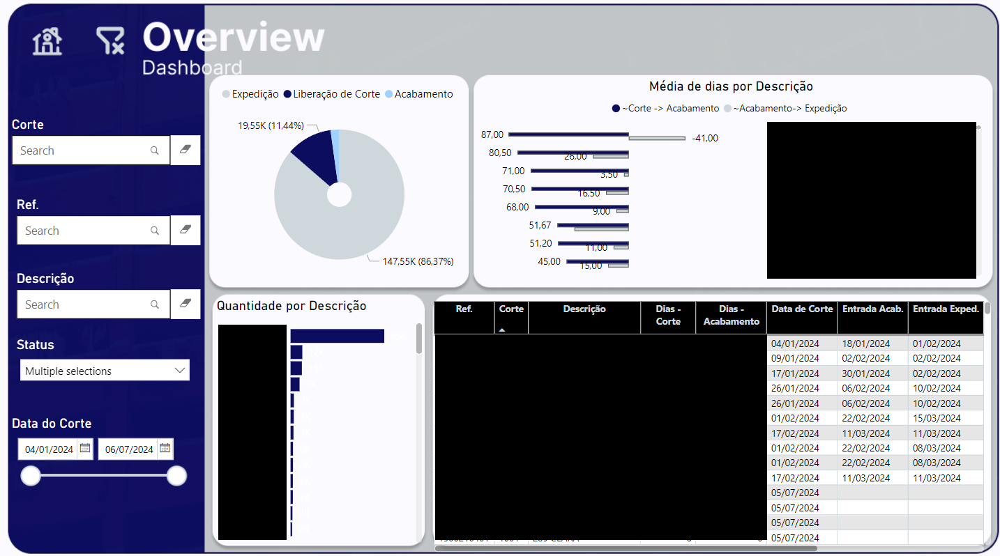 Overview
Dashboard
Corte
Search
Ref.
Search
Descrição
Search
Status
Multiple selections
Data do Corte
04/01/2024 06/07/2024
Expedição Liberação de Corte Acabamento
19,55K (11,44%)
147,55K (86,37%)
Média de dias por Descrição
~Corte -> Acabamento ~Acabamento-> Expedição
87,00 -41,00
80,50 26,00
71,00 3,50
70,50 16,50
68,00 9,00
51,67
51,20 11,00
45,00 15,00
Quantidade por Descrição
Ref. Corte Descrição Dias - Corte Dias - Acabamento Data de Corte Entrada Acab. Entrada Exped.
04/01/2024 18/01/2024 01/02/2024
09/01/2024 02/02/2024 02/02/2024
17/01/2024 30/01/2024 02/02/2024
26/01/2024 06/02/2024 10/02/2024
26/01/2024 06/02/2024 10/02/2024
01/02/2024 22/02/2024 15/03/2024
17/02/2024 11/03/2024 11/03/2024
01/02/2024 22/02/2024 08/03/2024
01/02/2024 22/02/2024 08/03/2024
17/02/2024 11/03/2024 11/03/2024
05/07/2024
05/07/2024
05/07/2024
05/07/2024